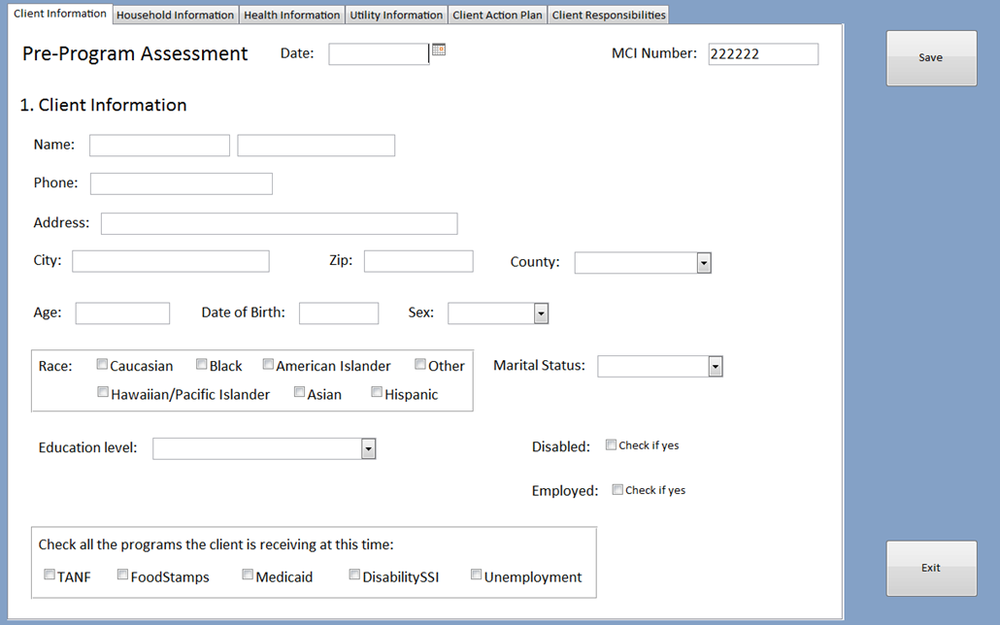 Client Information Household Information Health Information Utility Information Client Action Plan Client Responsibilities
Pre-Program Assessment Date: MCI Number: 222222
Save
1. Client Information
Name:
Phone:
Address:
City: Zip: County:
Age: Date of Birth: Sex:
Race: Caucasian Black American Islander Other Marital Status:
Hawaiian/Pacific Islander Asian Hispanic
Education level: Disabled: Check if yes
Employed: Check if yes
Check all the programs the client is receiving at this time:
Exit
TANF FoodStamps Medicaid DisabilitySSI Unemployment